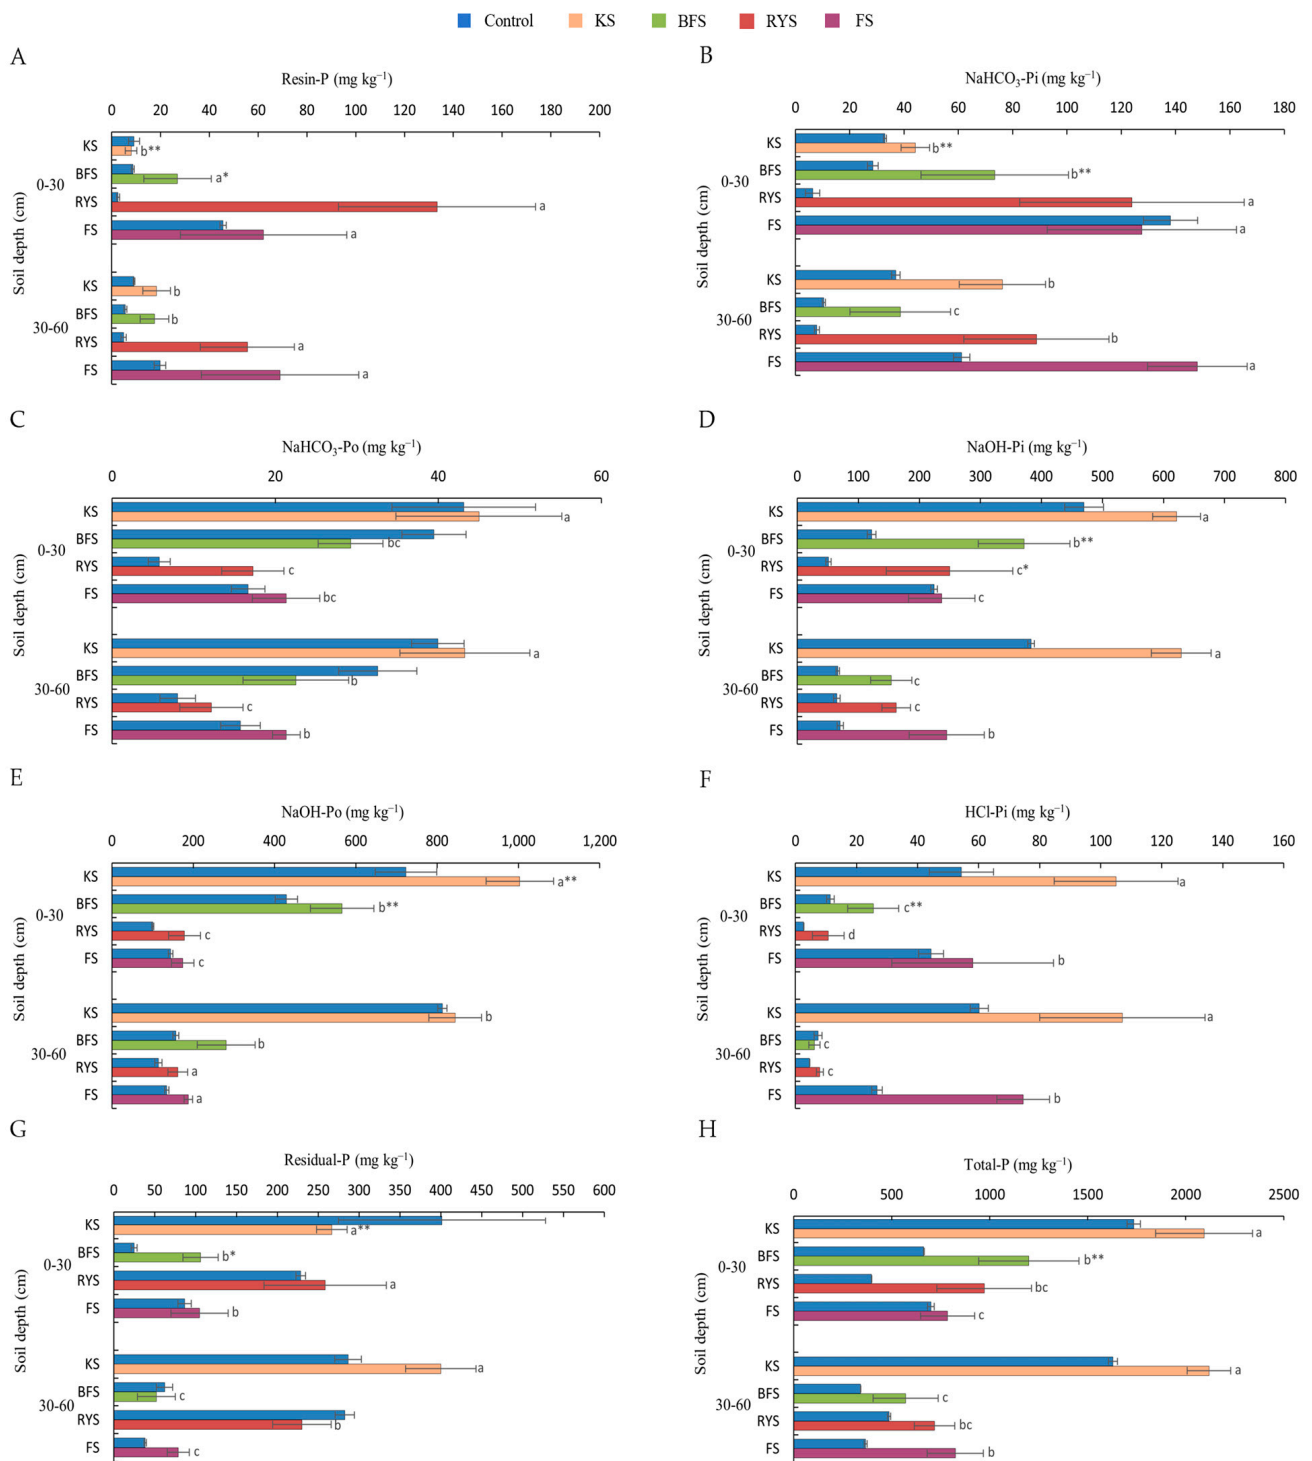 Control KS BFS RYS FS
A
Resin-P (mg kg⁻¹)
0 20 40 60 80 100 120 140 160 180 200
Soil depth (cm)
0-30
KS b**
BFS a*
RYS a
FS a
30-60
KS b
BFS b
RYS a
FS a
B
NaHCO₃-Pi (mg kg⁻¹)
0 20 40 60 80 100 120 140 160 180
Soil depth (cm)
0-30
KS b**
BFS b**
RYS a
FS a
30-60
KS b
BFS c
RYS b
FS a
C
NaHCO₃-Po (mg kg⁻¹)
0 20 40 60
Soil depth (cm)
0-30
KS a
BFS bc
RYS c
FS bc
30-60
KS a
BFS b
RYS c
FS b
D
NaOH-Pi (mg kg⁻¹)
0 100 200 300 400 500 600 700 800
Soil depth (cm)
0-30
KS a
BFS b**
RYS c*
FS c
30-60
KS a
BFS c
RYS c
FS b
E
NaOH-Po (mg kg⁻¹)
0 200 400 600 800 1,000 1,200
Soil depth (cm)
0-30
KS a**
BFS b**
RYS c
FS c
30-60
KS b
BFS b
RYS a
FS a
F
HCl-Pi (mg kg⁻¹)
0 20 40 60 80 100 120 140 160
Soil depth (cm)
0-30
KS a
BFS c**
RYS d
FS b
30-60
KS a
BFS c
RYS c
FS b
G
Residual-P (mg kg⁻¹)
0 50 100 150 200 250 300 350 400 450 500 550 600
Soil depth (cm)
0-30
KS a**
BFS b*
RYS a
FS b
30-60
KS a
BFS c
RYS b
FS c
H
Total-P (mg kg⁻¹)
0 500 1000 1500 2000 2500
Soil depth (cm)
0-30
KS a
BFS b**
RYS bc
FS c
30-60
KS a
BFS c
RYS bc
FS b